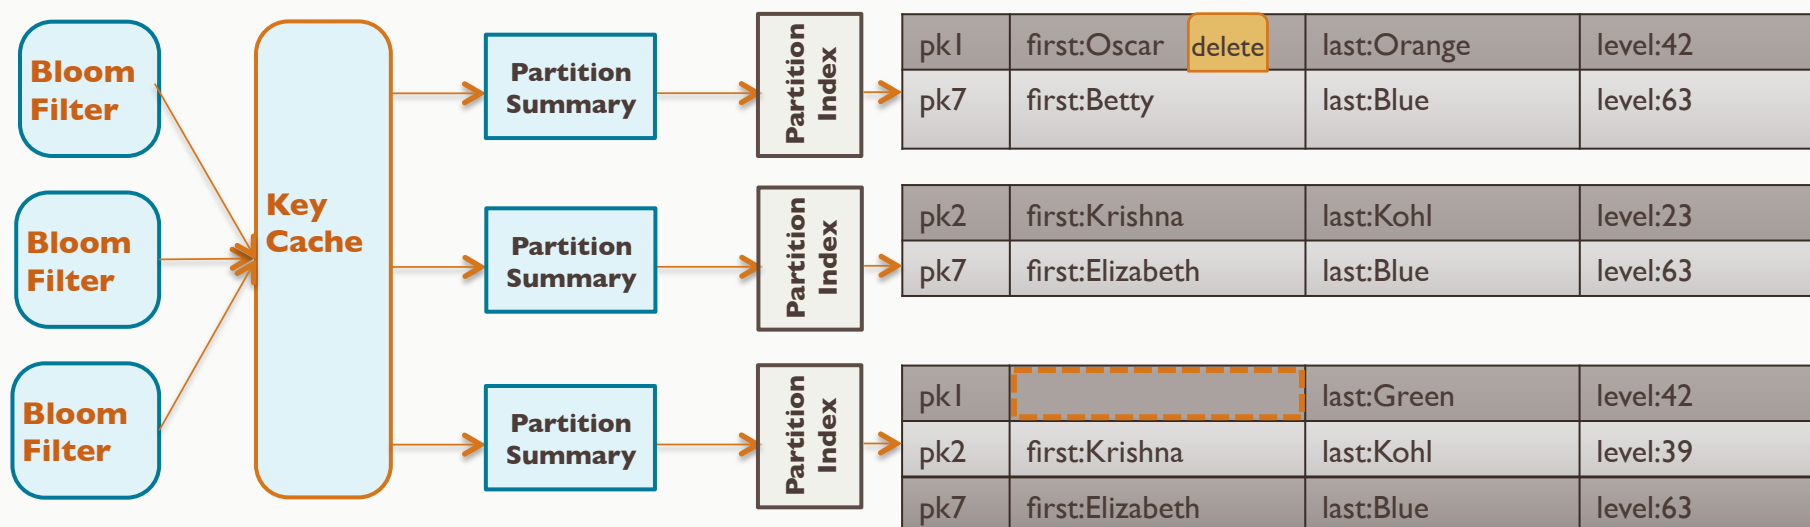 Bloom
Filter
Key
Cache
Partition
Summary
Partition
Index
pk1 first:Oscar delete last:Orange level:42
pk7 first:Betty last:Blue level:63
Bloom
Filter
Partition
Summary
Partition
Index
pk2 first:Krishna last:Kohl level:23
pk7 first:Elizabeth last:Blue level:63
Bloom
Filter
Partition
Summary
Partition
Index
pk1 last:Green level:42
pk2 first:Krishna last:Kohl level:39
pk7 first:Elizabeth last:Blue level:63